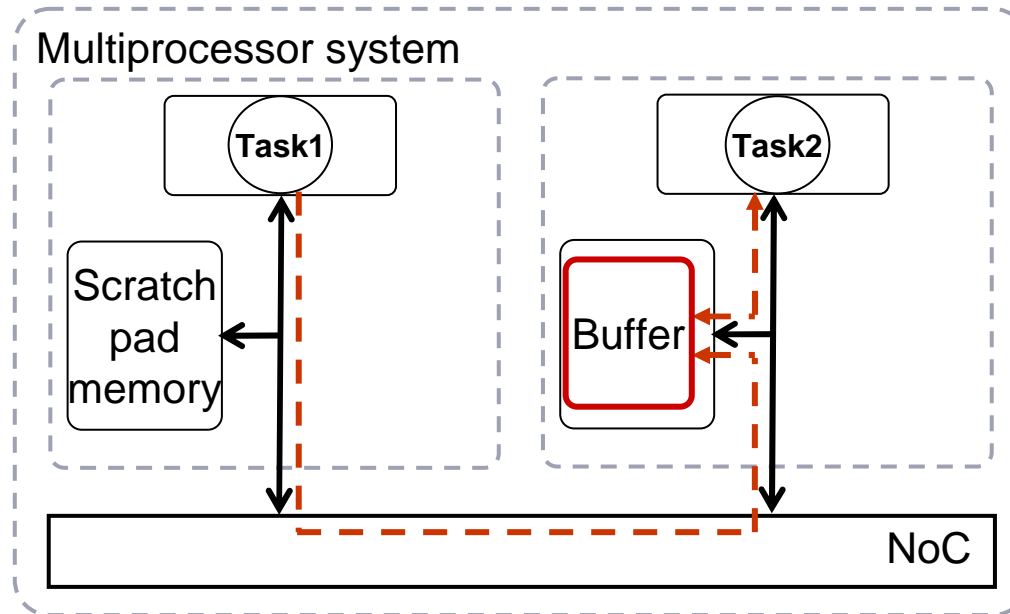 Multiprocessor system
Task1
Task2
Scratch
pad
memory
Buffer
NoC